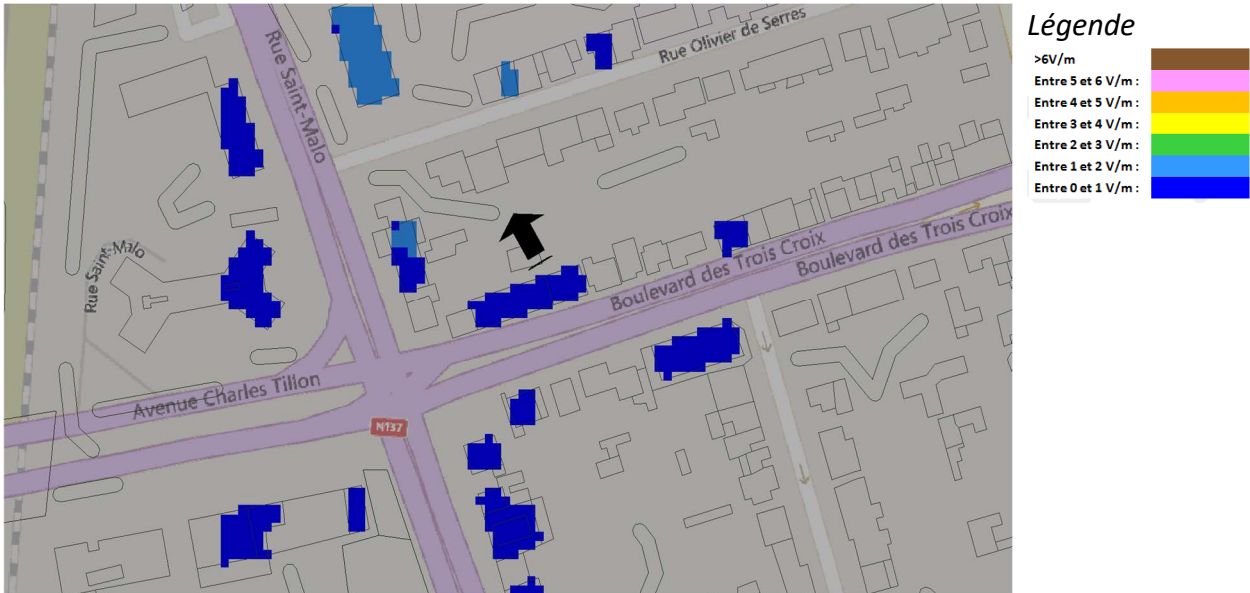 Légende
>6V/m
Entre 5 et 6 V/m :
Entre 4 et 5 V/m :
Entre 3 et 4 V/m :
Entre 2 et 3 V/m :
Entre 1 et 2 V/m :
Entre 0 et 1 V/m :
Rue Saint-Malo
Rue Olivier de Serres
Rue Saint-Malo
Boulevard des Trois Croix
Boulevard des Trois Croix
Avenue Charles Tillon
N137